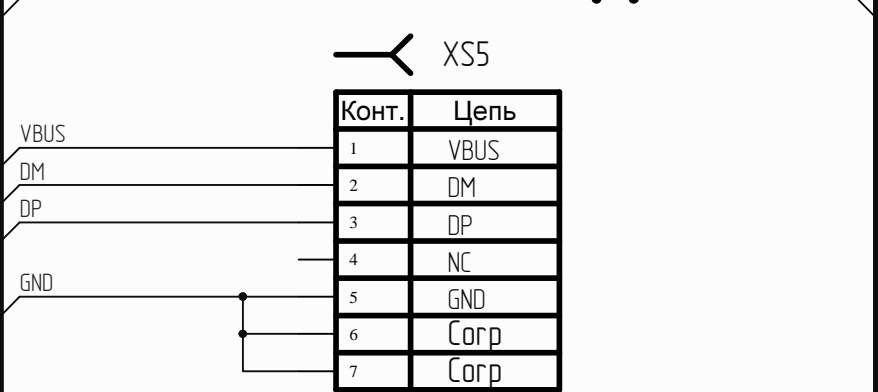 XS5
Конт. Цепь
VBUS 1 VBUS
DM 2 DM
DP 3 DP
4 NC
GND 5 GND
6 Corp
7 Corp